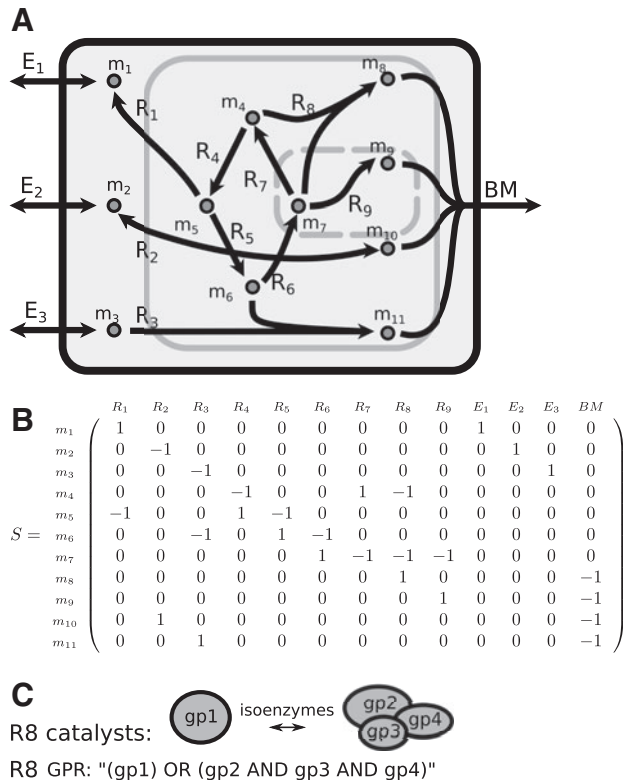 A
E1 m1 m8
R1 m4 R8
R4 m9
R7
E2 m2 BM
m5 R5 m7 R9
R2 m10
m6 R6
E3 m3 R3 m11
B
R1 R2 R3 R4 R5 R6 R7 R8 R9 E1 E2 E3 BM
m1 1 0 0 0 0 0 0 0 0 1 0 0 0
m2 0 −1 0 0 0 0 0 0 0 0 1 0 0
m3 0 0 −1 0 0 0 0 0 0 0 0 1 0
m4 0 0 0 −1 0 0 1 −1 0 0 0 0 0
m5 −1 0 0 1 −1 0 0 0 0 0 0 0 0
S = m6 0 0 −1 0 1 −1 0 0 0 0 0 0 0
m7 0 0 0 0 0 1 −1 −1 −1 0 0 0 0
m8 0 0 0 0 0 0 0 1 0 0 0 0 −1
m9 0 0 0 0 0 0 0 0 1 0 0 0 −1
m10 0 1 0 0 0 0 0 0 0 0 0 0 −1
m11 0 0 1 0 0 0 0 0 0 0 0 0 −1
C
R8 catalysts: gp1 isoenzymes gp2 gp3 gp4
R8 GPR: "(gp1) OR (gp2 AND gp3 AND gp4)"